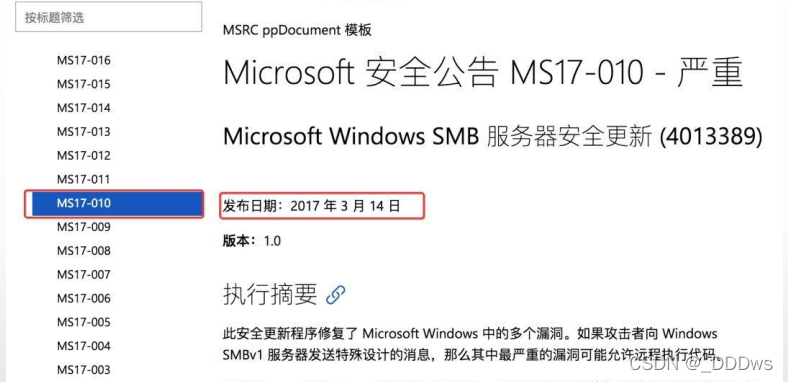 按标题筛选
MS17-016
MS17-015
MS17-014
MS17-013
MS17-012
MS17-011
MS17-010
MS17-009
MS17-008
MS17-007
MS17-006
MS17-005
MS17-004
MS17-003
MSRC ppDocument 模板
Microsoft 安全公告 MS17-010 - 严重
Microsoft Windows SMB 服务器安全更新 (4013389)
发布日期：2017 年 3 月 14 日
版本：1.0
执行摘要
此安全更新程序修复了 Microsoft Windows 中的多个漏洞。如果攻击者向 Windows
SMBv1 服务器发送特殊设计的消息，那么其中最严重的漏洞可能允许远程执行代码。
CSDN @_DDDws